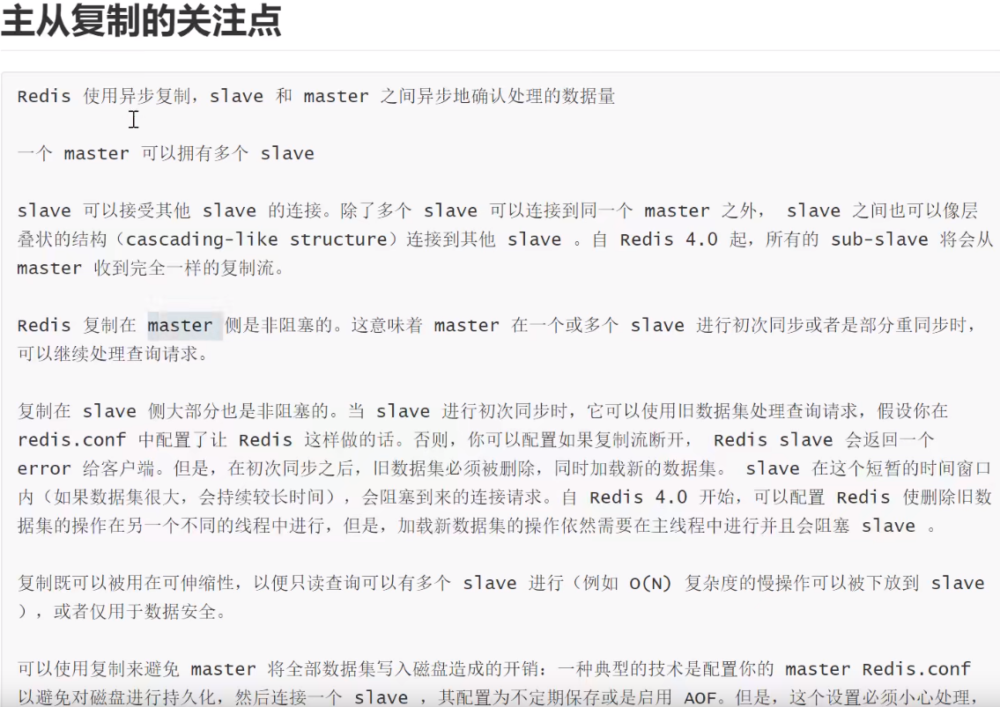 主从复制的关注点
Redis 使用异步复制，slave 和 master 之间异步地确认处理的数据量
一个 master 可以拥有多个 slave
slave 可以接受其他 slave 的连接。除了多个 slave 可以连接到同一个 master 之外， slave 之间也可以像层
叠状的结构（cascading-like structure）连接到其他 slave 。自 Redis 4.0 起，所有的 sub-slave 将会从
master 收到完全一样的复制流。
Redis 复制在 master 侧是非阻塞的。这意味着 master 在一个或多个 slave 进行初次同步或者是部分重同步时，
可以继续处理查询请求。
复制在 slave 侧大部分也是非阻塞的。当 slave 进行初次同步时，它可以使用旧数据集处理查询请求，假设你在
redis.conf 中配置了让 Redis 这样做的话。否则，你可以配置如果复制流断开， Redis slave 会返回一个
error 给客户端。但是，在初次同步之后，旧数据集必须被删除，同时加载新的数据集。 slave 在这个短暂的时间窗口
内（如果数据集很大，会持续较长时间），会阻塞到来的连接请求。自 Redis 4.0 开始，可以配置 Redis 使删除旧数
据集的操作在另一个不同的线程中进行，但是，加载新数据集的操作依然需要在主线程中进行并且会阻塞 slave 。
复制既可以被用在可伸缩性，以便只读查询可以有多个 slave 进行（例如 O(N) 复杂度的慢操作可以被下放到 slave
），或者仅用于数据安全。
可以使用复制来避免 master 将全部数据集写入磁盘造成的开销：一种典型的技术是配置你的 master Redis.conf
以避免对磁盘进行持久化，然后连接一个 slave ，其配置为不定期保存或是启用 AOF。但是，这个设置必须小心处理，